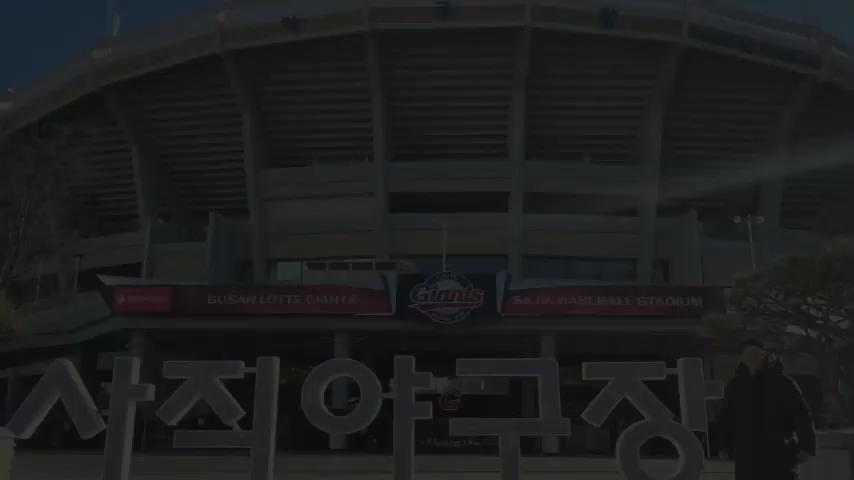 BUSAN LOTTE GIANTS
Giants
SAJIK BASEBALL STADIUM
사직야구장